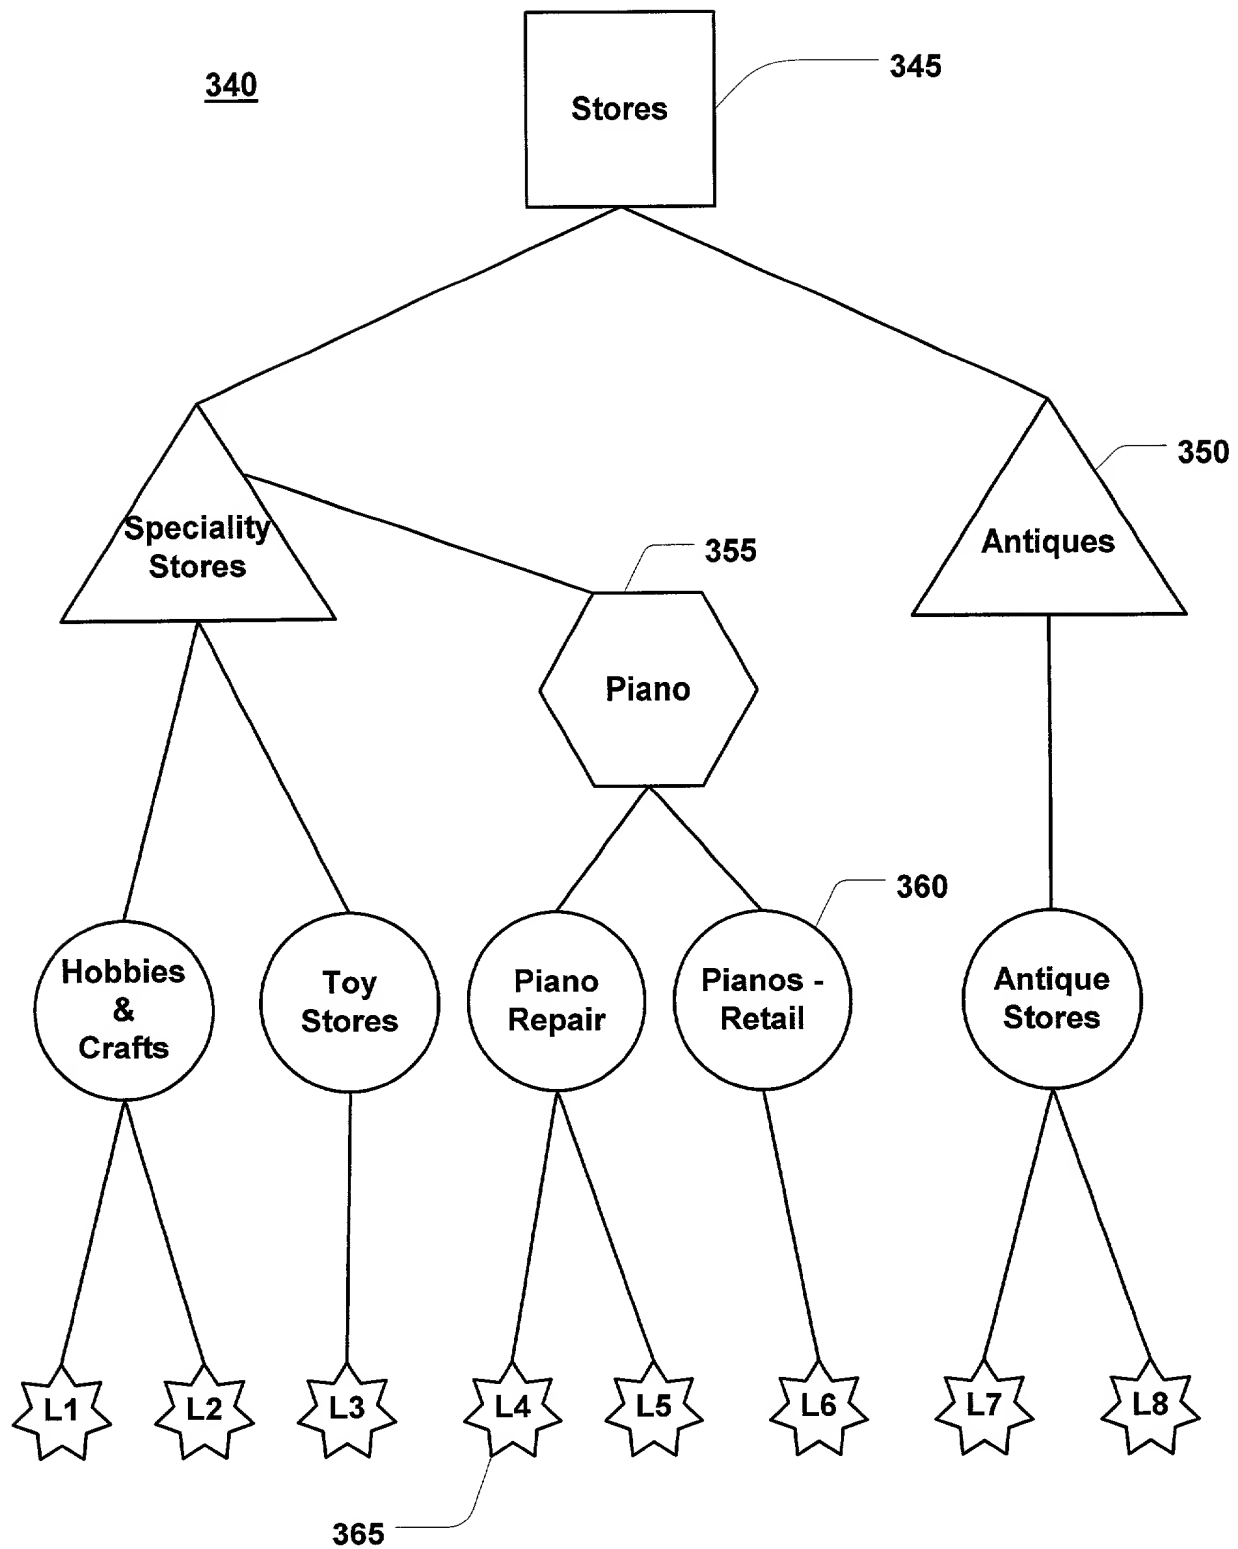 340
345
Stores
350
Speciality
Stores
Antiques
355
Piano
360
Hobbies
&
Crafts
Toy
Stores
Piano
Repair
Pianos -
Retail
Antique
Stores
L1
L2
L3
L4
L5
L6
L7
L8
365